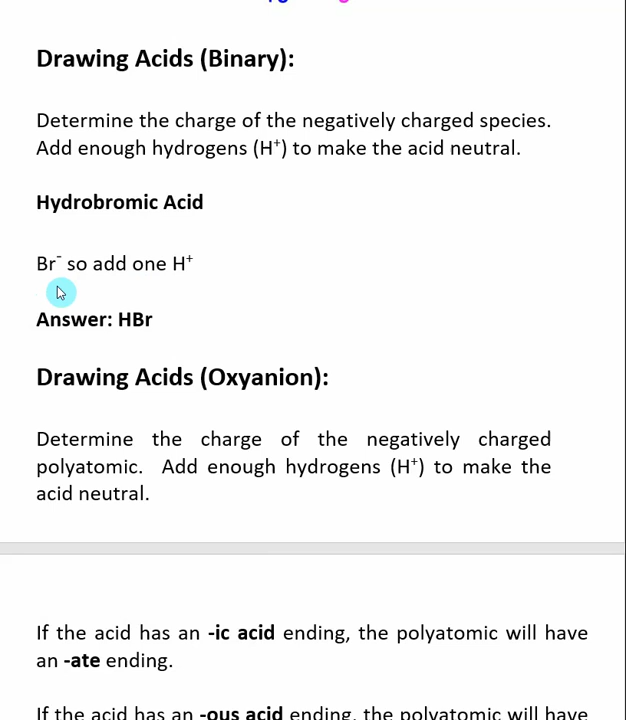 Drawing Acids (Binary):
Determine the charge of the negatively charged species.
Add enough hydrogens (H⁺) to make the acid neutral.
Hydrobromic Acid
Br⁻ so add one H⁺
Answer: HBr
Drawing Acids (Oxyanion):
Determine the charge of the negatively charged
polyatomic. Add enough hydrogens (H⁺) to make the
acid neutral.
If the acid has an -ic acid ending, the polyatomic will have
an -ate ending.
If the acid has an -ous acid ending, the polyatomic will have